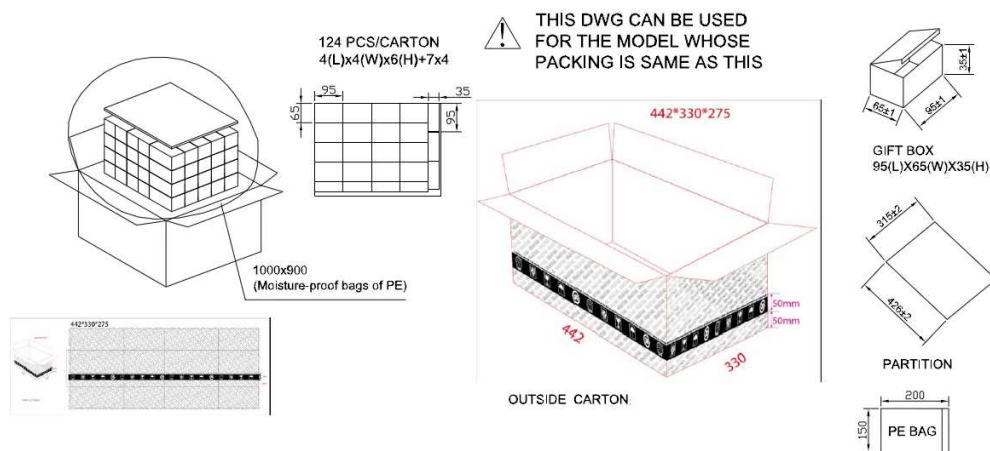 THIS DWG CAN BE USED
FOR THE MODEL WHOSE
PACKING IS SAME AS THIS
124 PCS/CARTON
4(L)x4(W)x6(H)+7x4
95
35
65
95
1000x900
(Moisture-proof bags of PE)
442*330*275
442*330*275
50mm
50mm
442
330
OUTSIDE CARTON:
35±1
65±1
95±1
GIFT BOX
95(L)X65(W)X35(H)
315±2
426±2
PARTITION
200
150
PE BAG